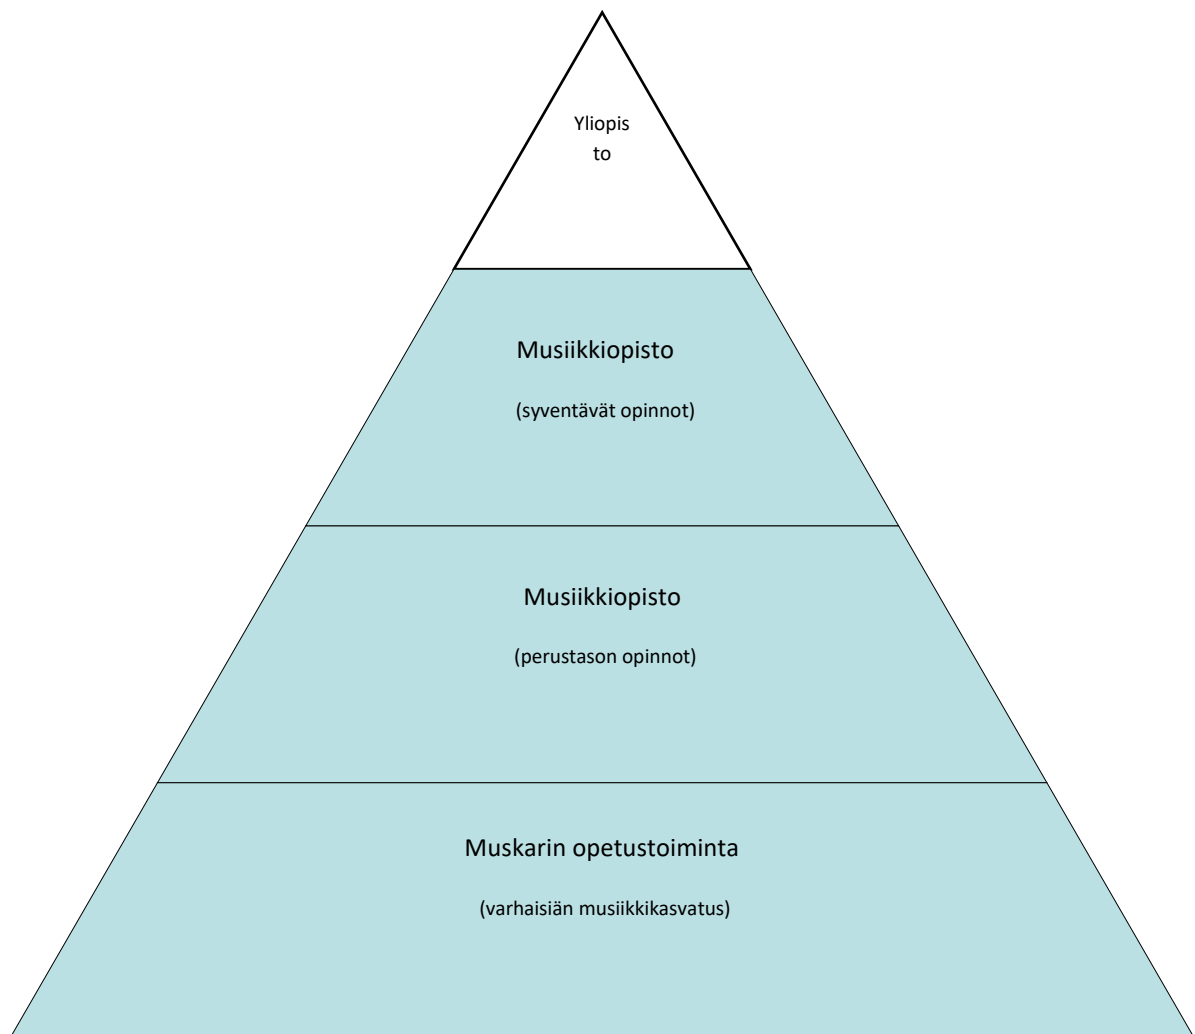 Yliopis
to
Musiikkiopisto
(syventävät opinnot)
Musiikkiopisto
(perustason opinnot)
Muskarin opetustoiminta
(varhaisiän musiikkikasvatus)